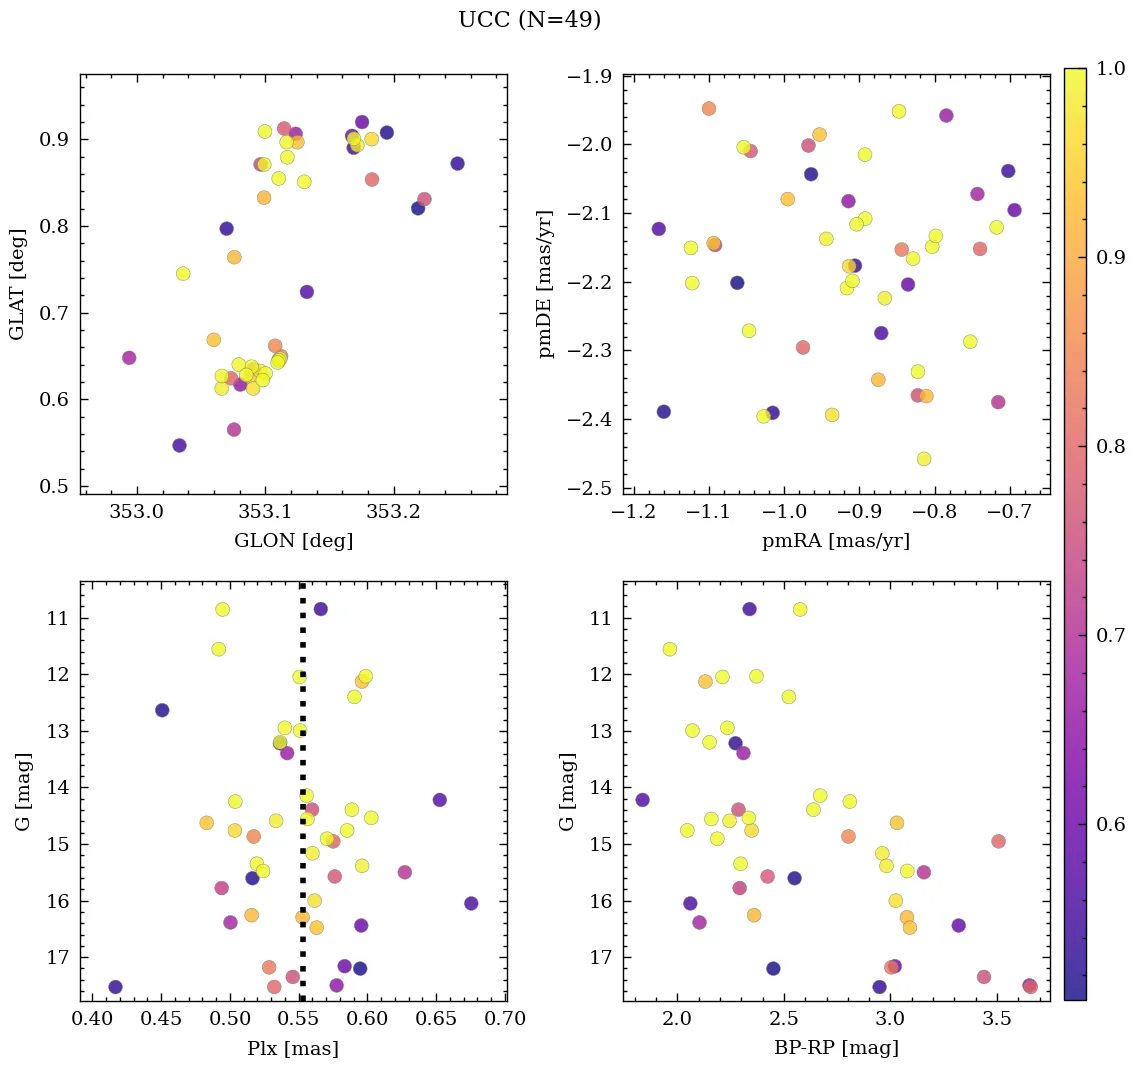 UCC (N=49)
0.9
0.8
0.7
0.6
0.5
GLAT [deg]
353.0 353.1 353.2
GLON [deg]
−1.9
−2.0
−2.1
−2.2
−2.3
−2.4
−2.5
pmDE [mas/yr]
−1.2 −1.1 −1.0 −0.9 −0.8 −0.7
pmRA [mas/yr]
11
12
13
14
15
16
17
G [mag]
0.40 0.45 0.50 0.55 0.60 0.65 0.70
Plx [mas]
11
12
13
14
15
16
17
G [mag]
2.0 2.5 3.0 3.5
BP-RP [mag]
1.0
0.9
0.8
0.7
0.6